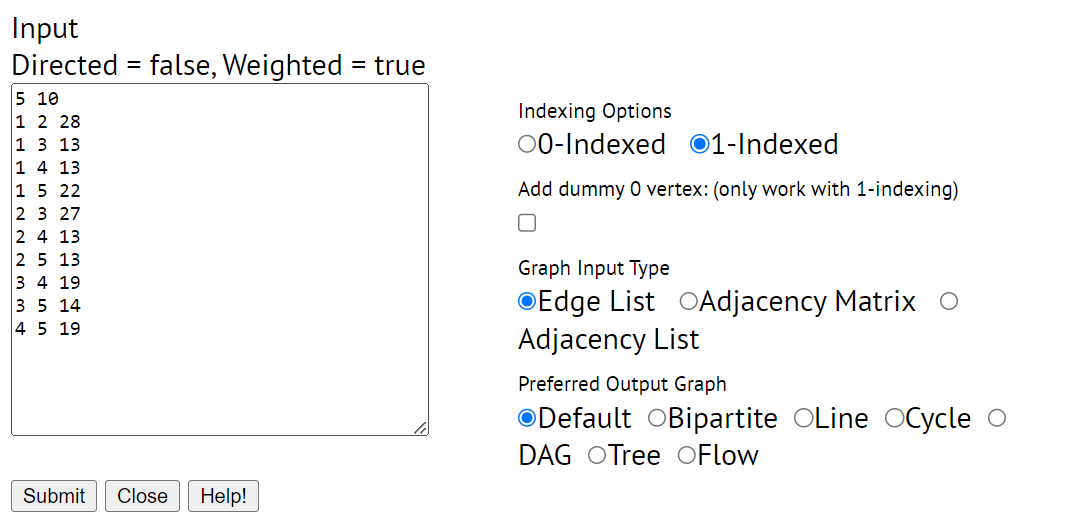 Input
Directed = false, Weighted = true
5 10
1 2 28
1 3 13
1 4 13
1 5 22
2 3 27
2 4 13
2 5 13
3 4 19
3 5 14
4 5 19
Submit Close Help!
Indexing Options
0-Indexed 1-Indexed
Add dummy 0 vertex: (only work with 1-indexing)
Graph Input Type
Edge List Adjacency Matrix
Adjacency List
Preferred Output Graph
Default Bipartite Line Cycle
DAG Tree Flow